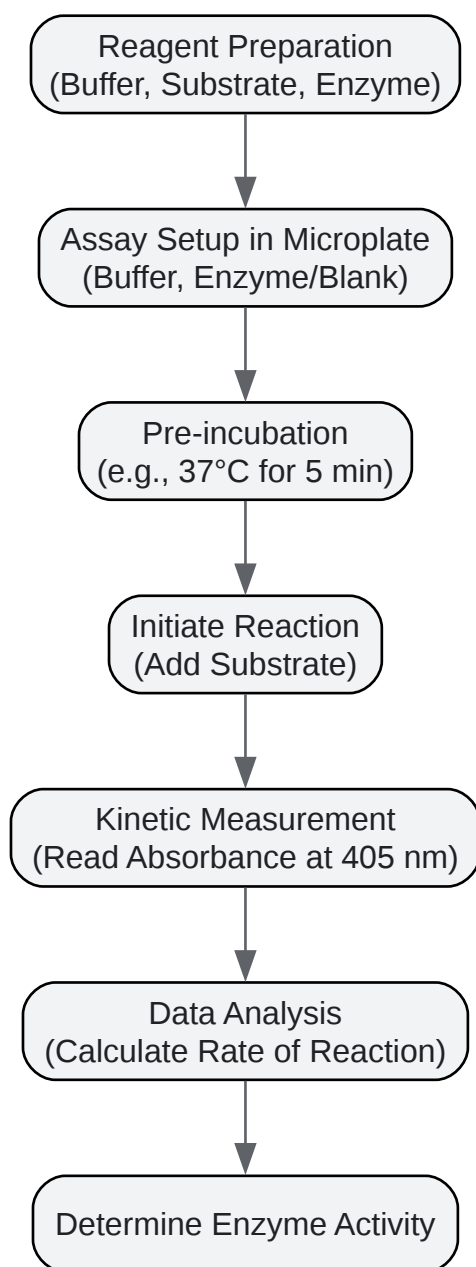 Reagent Preparation
(Buffer, Substrate, Enzyme)
Assay Setup in Microplate
(Buffer, Enzyme/Blank)
Pre-incubation
(e.g., 37°C for 5 min)
Initiate Reaction
(Add Substrate)
Kinetic Measurement
(Read Absorbance at 405 nm)
Data Analysis
(Calculate Rate of Reaction)
Determine Enzyme Activity